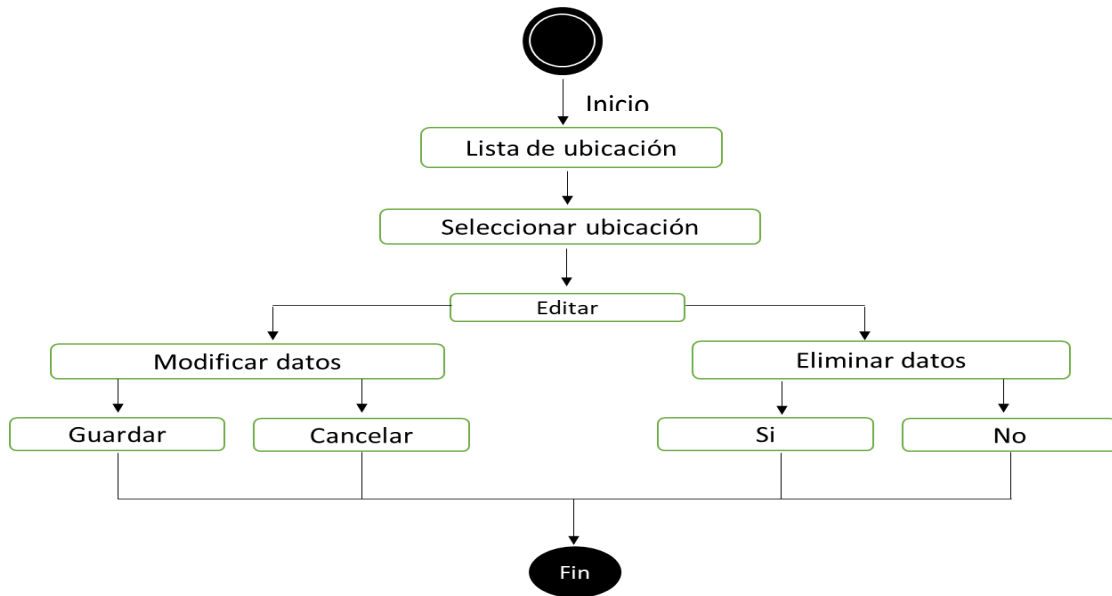 Inicio
Lista de ubicación
Seleccionar ubicación
Editar
Modificar datos
Eliminar datos
Guardar
Cancelar
Si
No
Fin